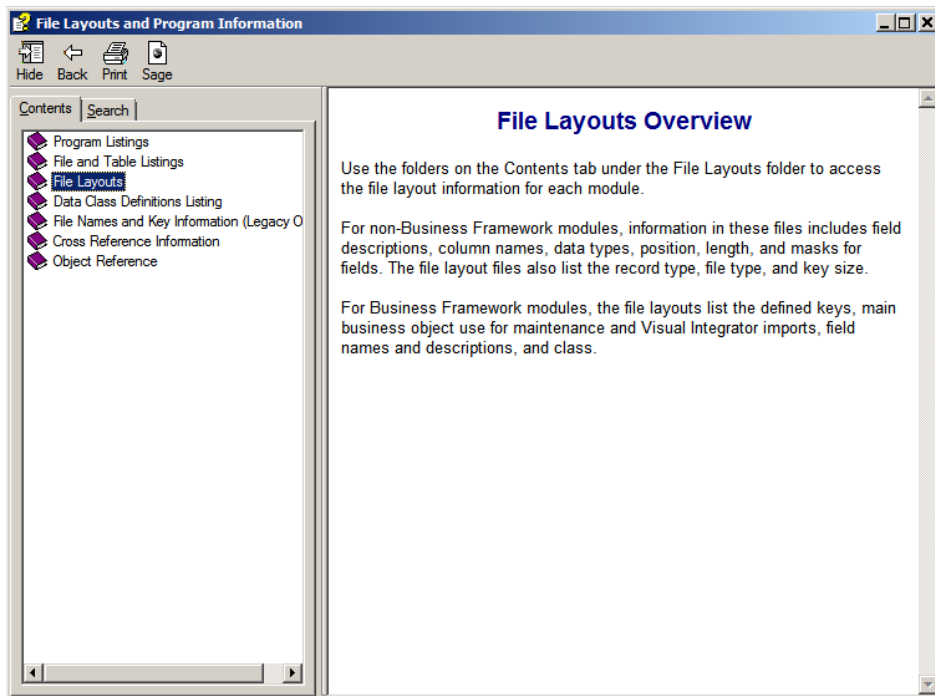 File Layouts and Program Information
Hide Back Print Sage
Contents Search
Program Listings
File and Table Listings
File Layouts
Data Class Definitions Listing
File Names and Key Information (Legacy O
Cross Reference Information
Object Reference
File Layouts Overview
Use the folders on the Contents tab under the File Layouts folder to access
the file layout information for each module.
For non-Business Framework modules, information in these files includes field
descriptions, column names, data types, position, length, and masks for
fields. The file layout files also list the record type, file type, and key size.
For Business Framework modules, the file layouts list the defined keys, main
business object use for maintenance and Visual Integrator imports, field
names and descriptions, and class.